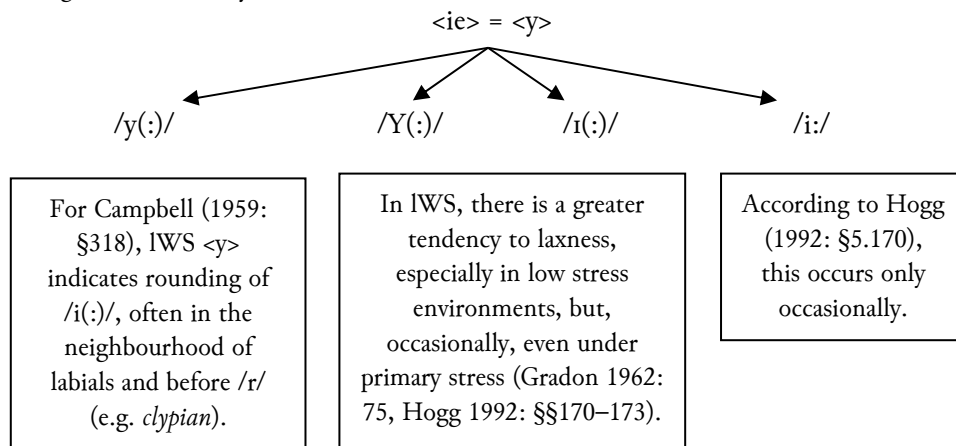 <ie> = <y>
/y(:)/
/Y(:)/
/ɪ(:)/
/i:/
For Campbell (1959:
§318), lWS <y>
indicates rounding of
/i(:)/, often in the
neighbourhood of
labials and before /r/
(e.g. clypian).
In lWS, there is a greater
tendency to laxness,
especially in low stress
environments, but,
occasionally, even under
primary stress (Gradon 1962:
75, Hogg 1992: §§170–173).
According to Hogg
(1992: §5.170),
this occurs only
occasionally.